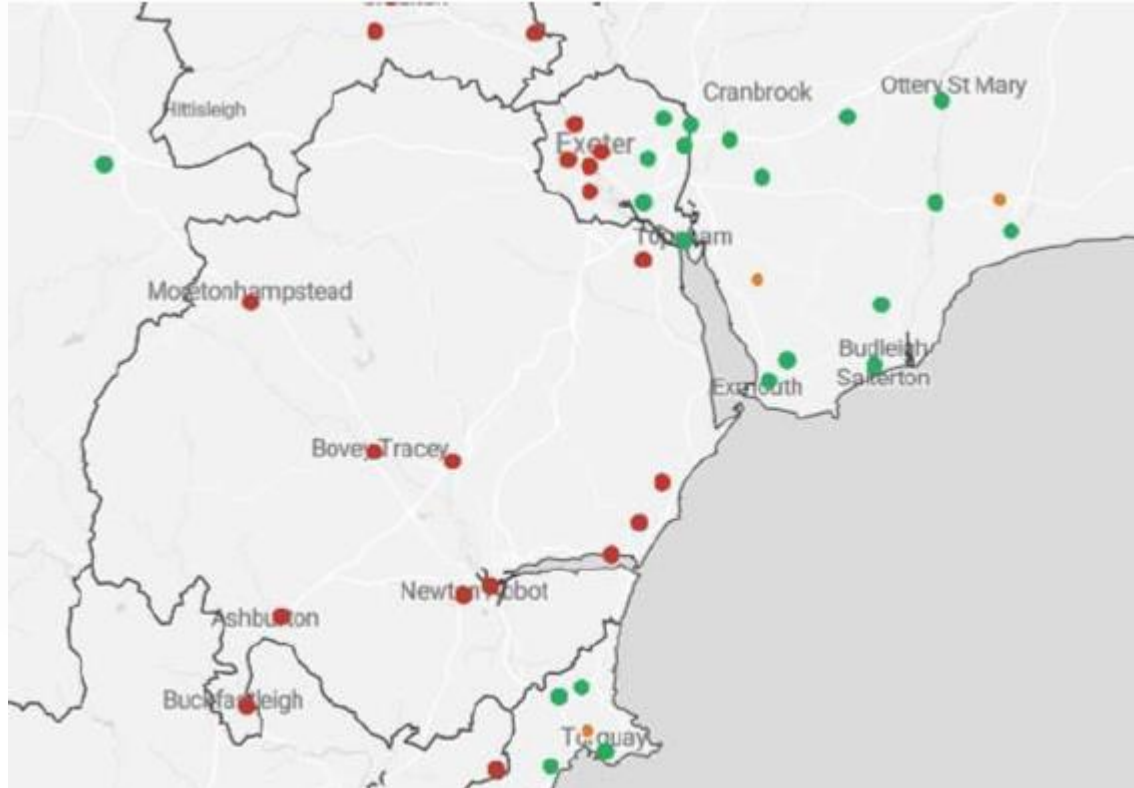 Hittisleigh
Cranbrook
Ottery St Mary
Exeter
Topsham
Moretonhampstead
Budleigh
Salterton
Exmouth
Bovey Tracey
Newton Abbot
Ashburton
Buckfastleigh
Torquay